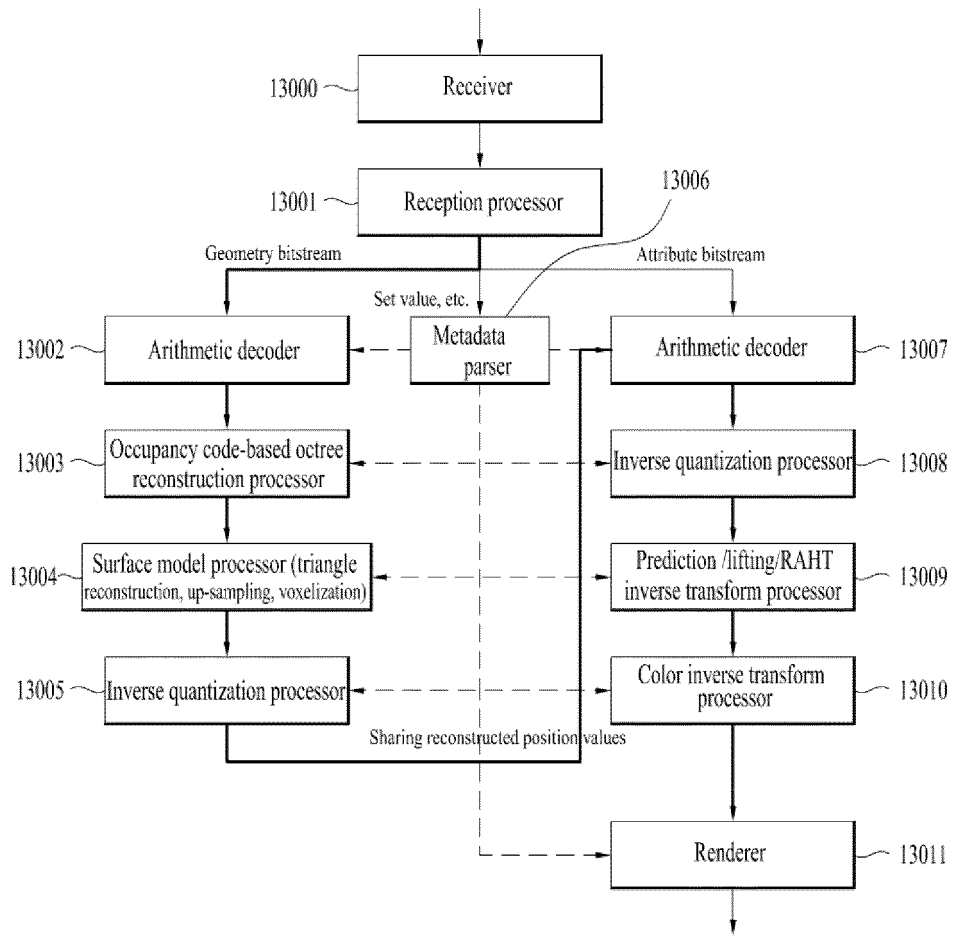 13000
Receiver
13006
13001
Reception processor
Geometry bitstream
Attribute bitstream
Set value, etc.
13002
Arithmetic decoder
Metadata
parser
Arithmetic decoder
13007
13003
Occupancy code-based octree
reconstruction processor
Inverse quantization processor
13008
13004
Surface model processor (triangle
reconstruction, up-sampling, voxelization)
Prediction /lifting/RAHT
inverse transform processor
13009
13005
Inverse quantization processor
Color inverse transform
processor
13010
Sharing reconstructed position values
Renderer
13011